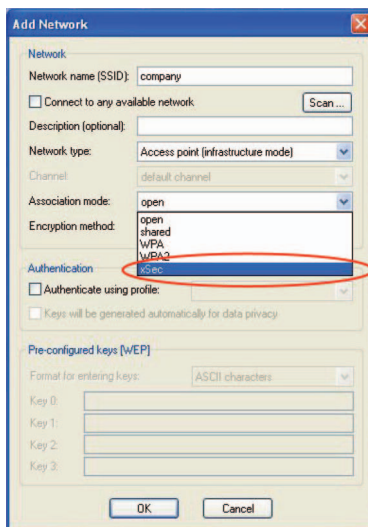 Add Network
Network
Network name (SSID): company
Connect to any available network Scan ...
Description (optional):
Network type: Access point (infrastructure mode)
Channel: default channel
Association mode: open
open
Encryption method: shared
WPA
WPA2
Authentication xSec
Authenticate using profile:
Keys will be generated automatically for data privacy
Pre-configured keys [WEP]
Format for entering keys: ASCII characters
Key 0:
Key 1:
Key 2:
Key 3:
OK Cancel